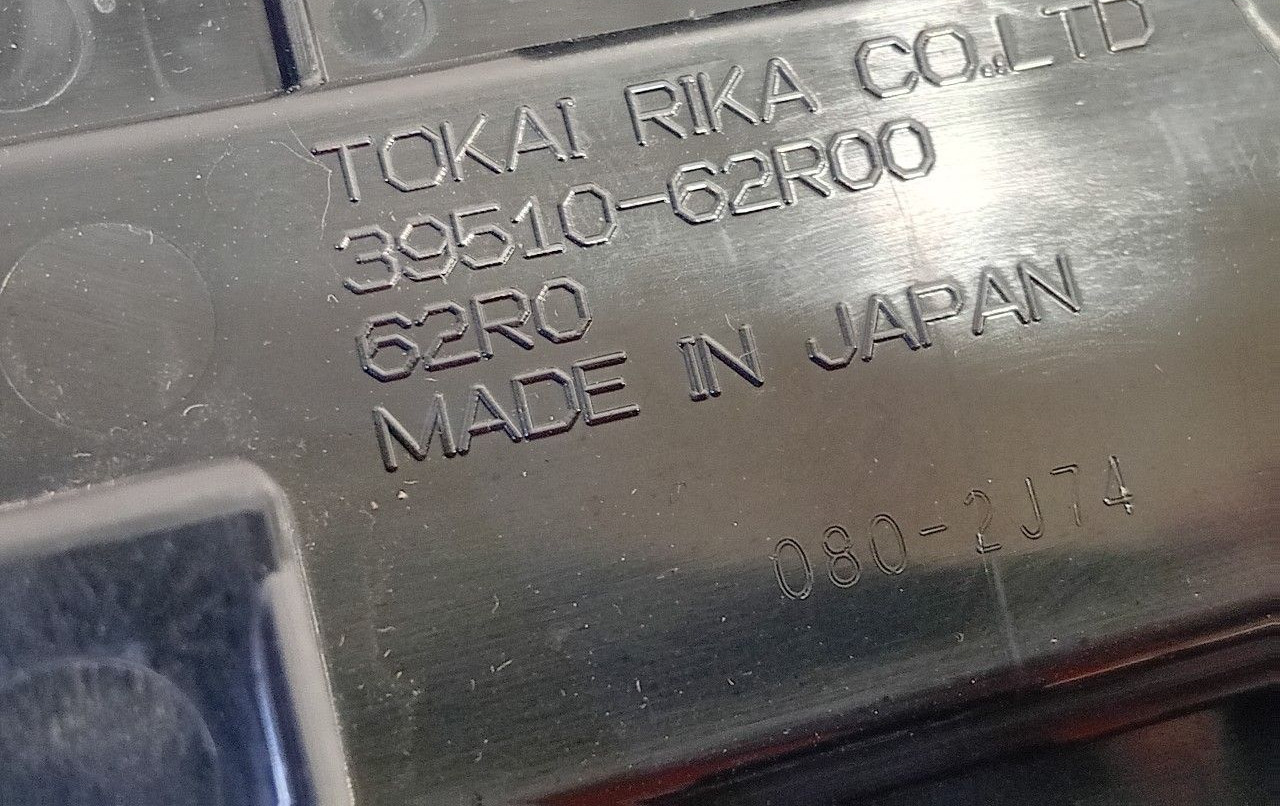 TOKAI RIKA CO.,LTD
39510-62R00
62R0
MADE IN JAPAN
080-2J74